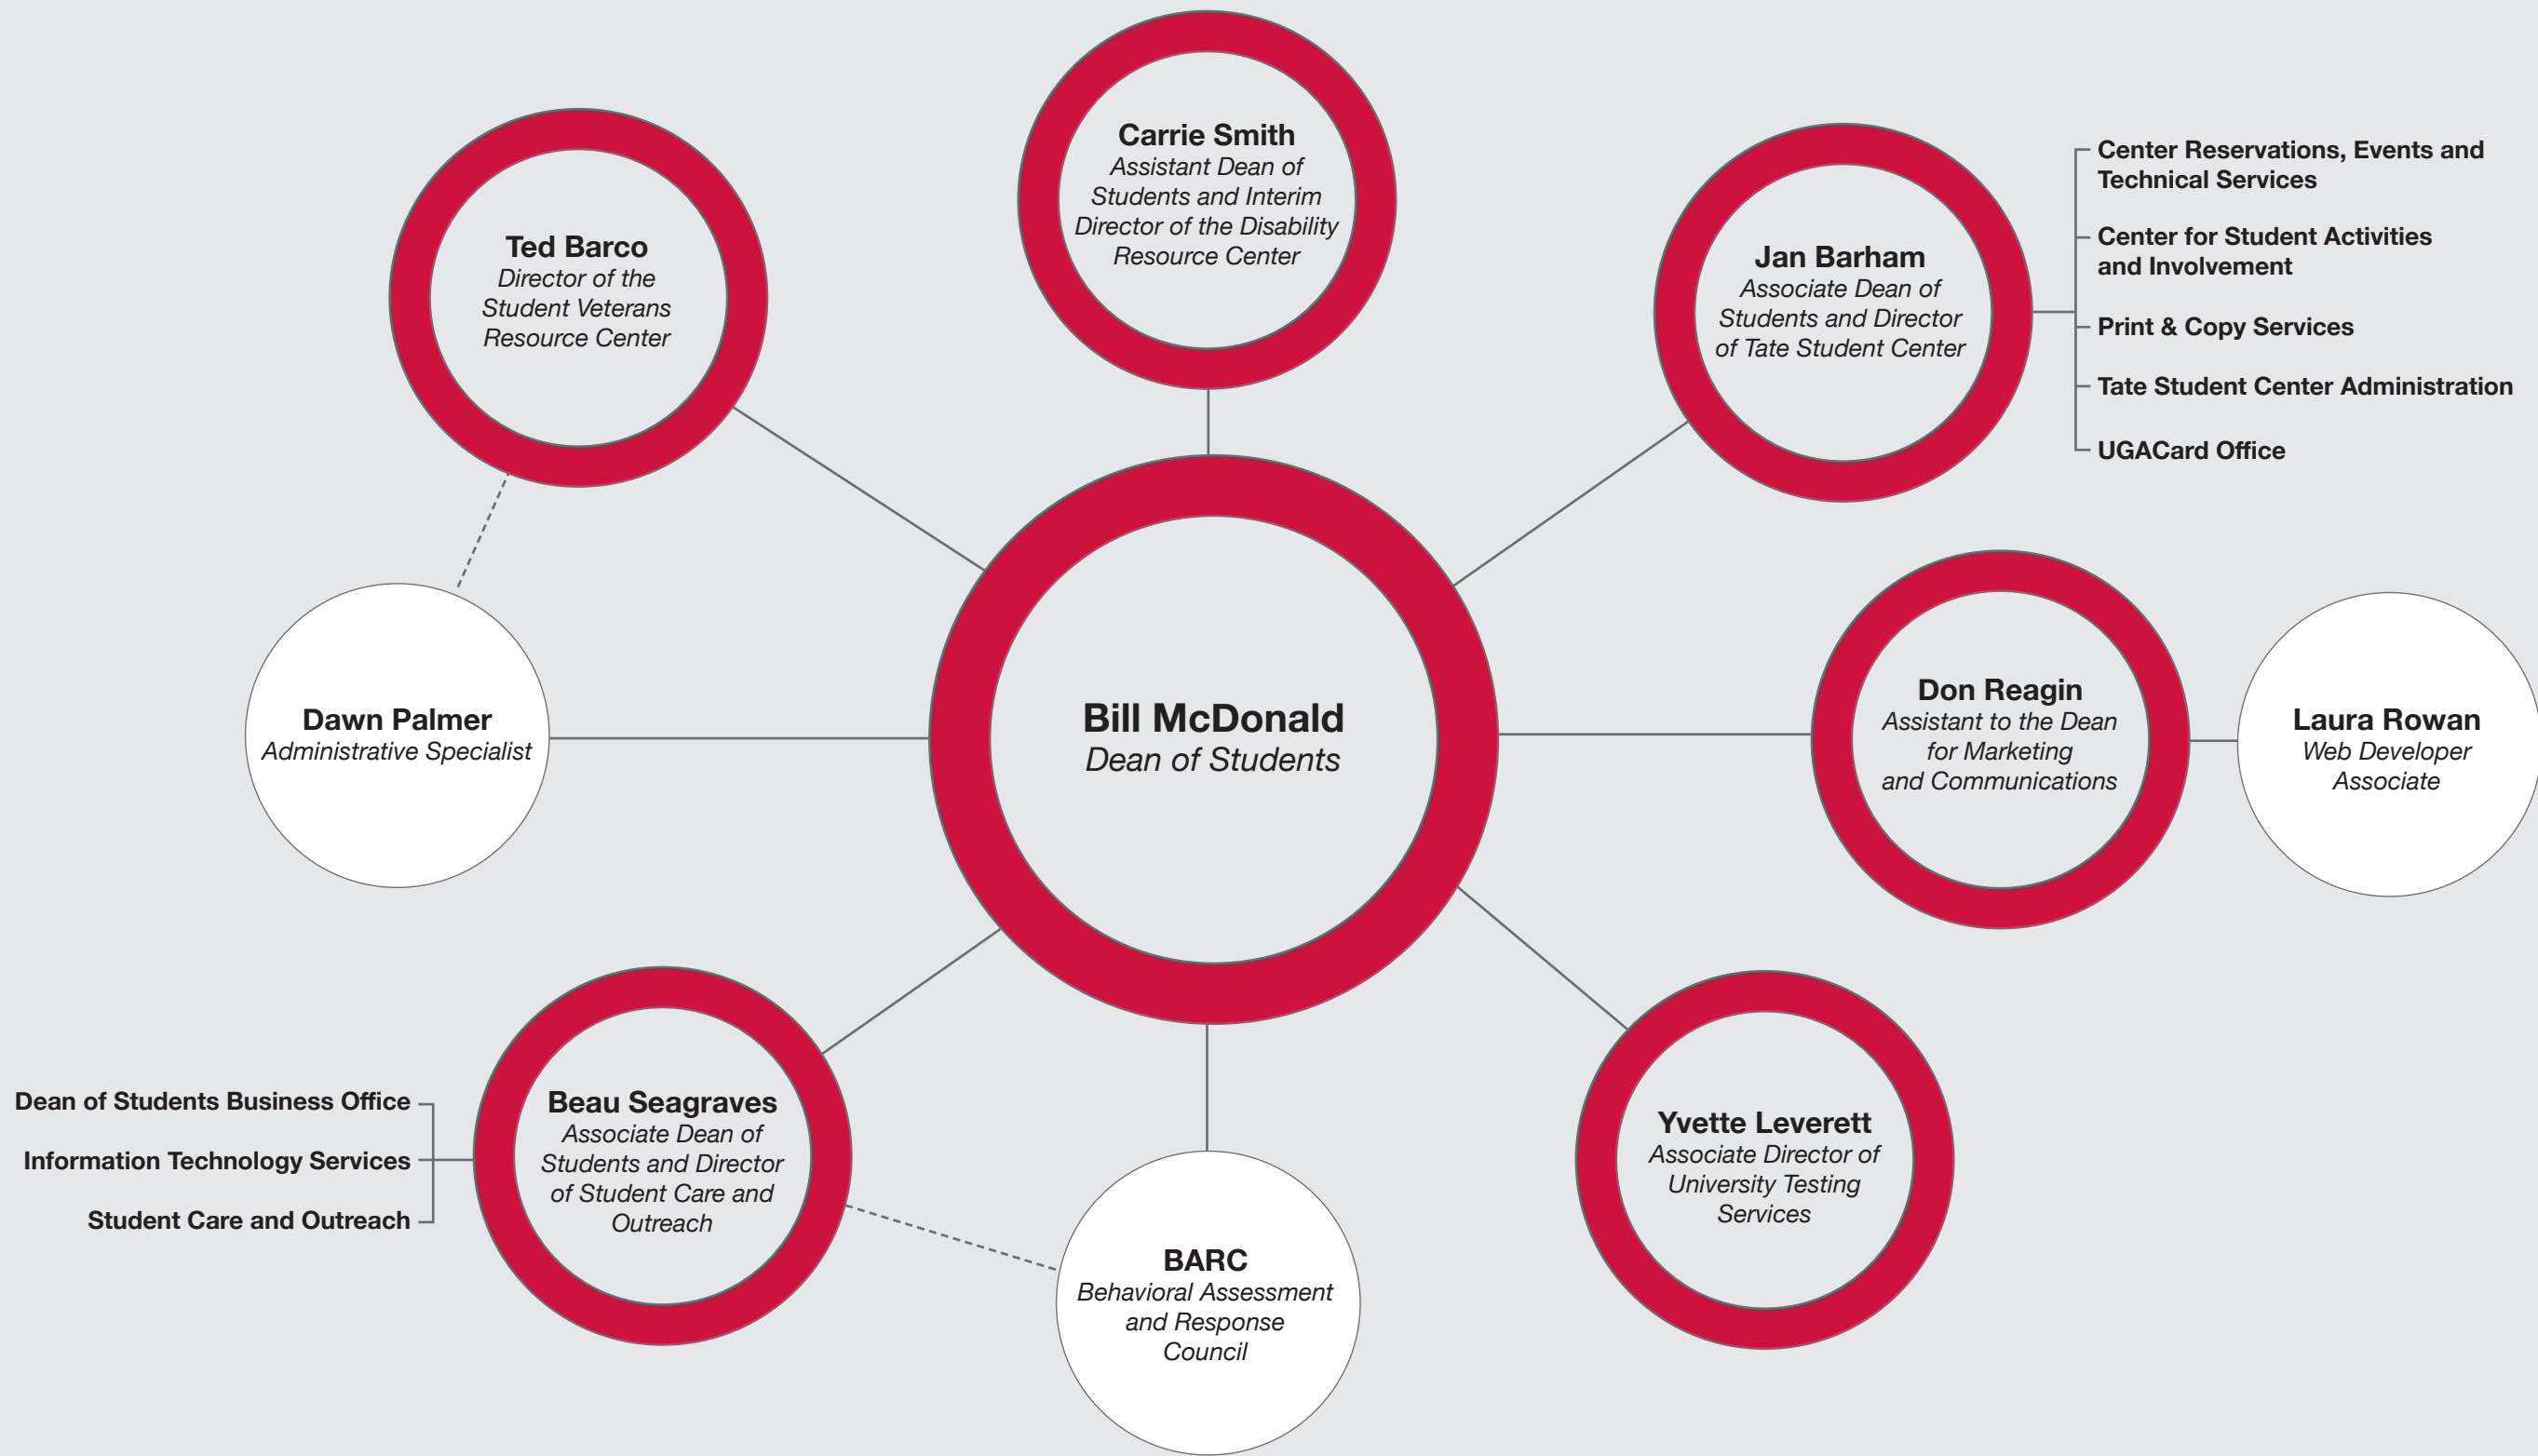 Carrie Smith
Assistant Dean of
Students and Interim
Director of the Disability
Resource Center
Ted Barco
Director of the
Student Veterans
Resource Center
Jan Barham
Associate Dean of
Students and Director
of Tate Student Center
Center Reservations, Events and
Technical Services
Center for Student Activities
and Involvement
Print & Copy Services
Tate Student Center Administration
UGACard Office
Dawn Palmer
Administrative Specialist
Bill McDonald
Dean of Students
Don Reagin
Assistant to the Dean
for Marketing
and Communications
Laura Rowan
Web Developer
Associate
Dean of Students Business Office
Information Technology Services
Student Care and Outreach
Beau Seagraves
Associate Dean of
Students and Director
of Student Care and
Outreach
BARC
Behavioral Assessment
and Response
Council
Yvette Leverett
Associate Director of
University Testing
Services